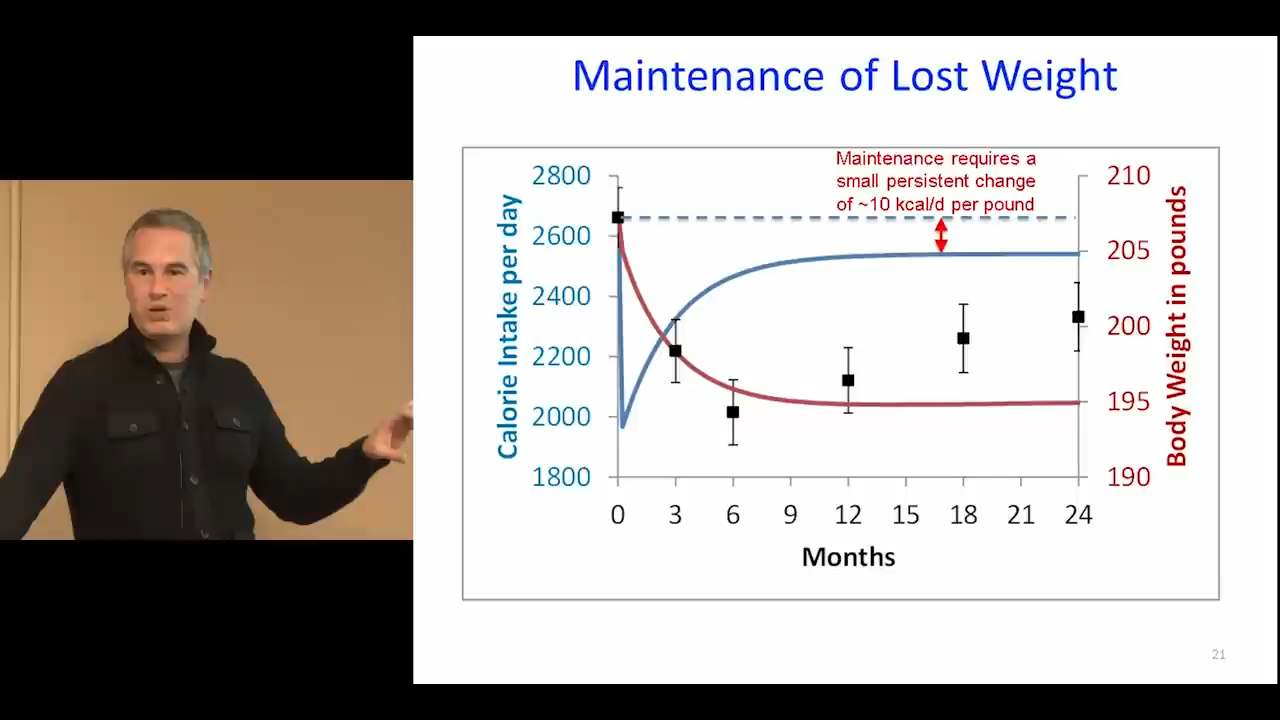 Maintenance of Lost Weight
Maintenance requires a
small persistent change
of ~10 kcal/d per pound
Calorie Intake per day
2800
2600
2400
2200
2000
1800
210
205
200
195
190
Body Weight in pounds
0 3 6 9 12 15 18 21 24
Months
21